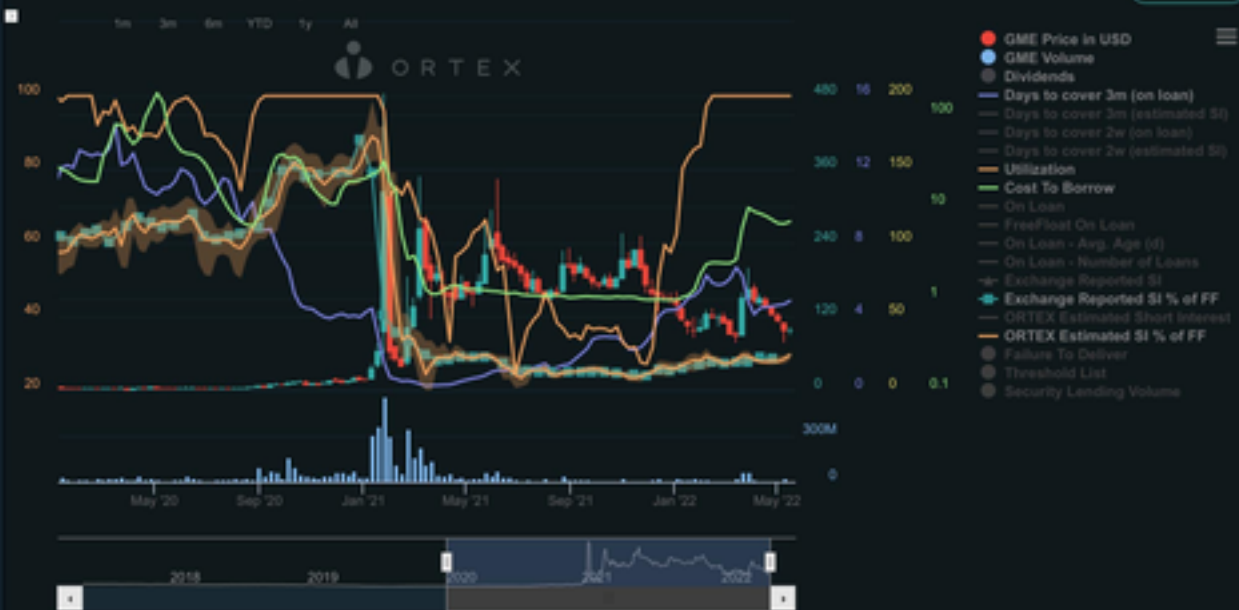 1m 3m 6m YTD 1y All
ORTEX
100 480 16 200
100
80 360 12 150
10
60 240 8 100
1
40 120 4 50
20 0 0 0 0.1
300M
0
May '20 Sep '20 Jan '21 May '21 Sep '21 Jan '22 May '22
2018 2019 2020 2021 2022
GME Price in USD
GME Volume
Dividends
Days to cover 3m (on loan)
Days to cover 3m (estimated SI)
Days to cover 2w (on loan)
Days to cover 2w (estimated SI)
Utilization
Cost To Borrow
On Loan
FreeFloat On Loan
On Loan - Avg. Age (d)
On Loan - Number of Loans
Exchange Reported SI
Exchange Reported SI % of FF
ORTEX Estimated Short Interest
ORTEX Estimated SI % of FF
Failure To Deliver
Threshold List
Security Lending Volume